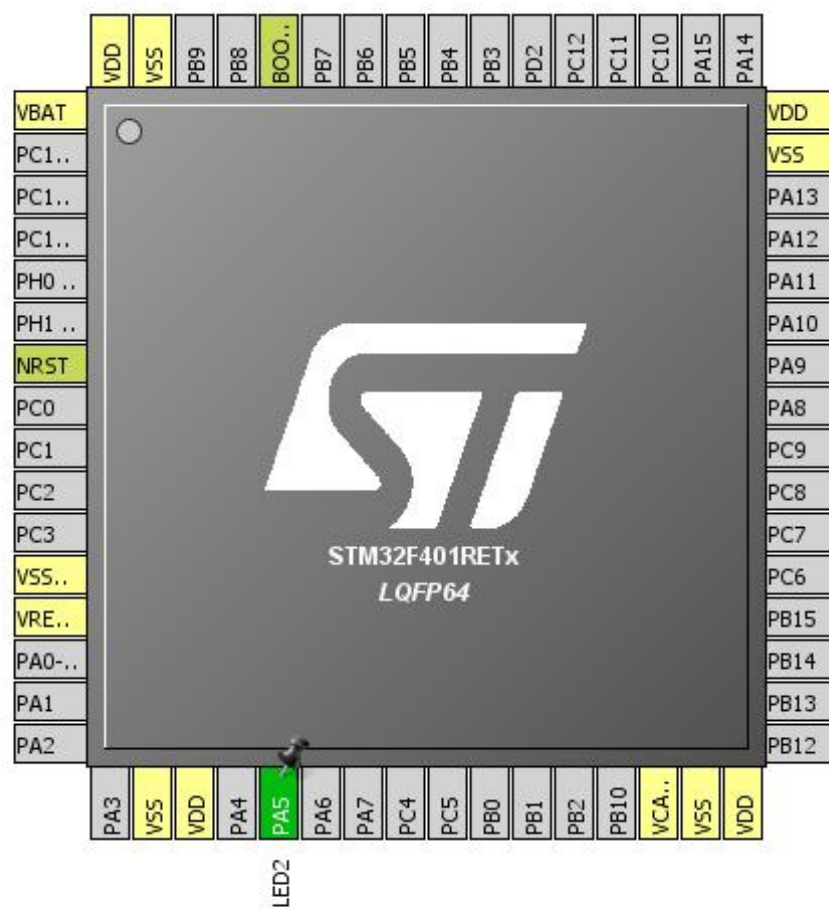 VDD
VSS
PB9
PB8
BOO..
PB7
PB6
PB5
PB4
PB3
PD2
PC12
PC11
PC10
PA15
PA14
VBAT
PC1..
PC1..
PC1..
PH0 ..
PH1 ..
NRST
PC0
PC1
PC2
PC3
VSS..
VRE..
PA0-..
PA1
PA2
ST
STM32F401RETx
LQFP64
VDD
VSS
PA13
PA12
PA11
PA10
PA9
PA8
PC9
PC8
PC7
PC6
PB15
PB14
PB13
PB12
PA3
VSS
VDD
PA4
PA5
PA6
PA7
PC4
PC5
PB0
PB1
PB2
PB10
VCA..
VSS
VDD
LED2